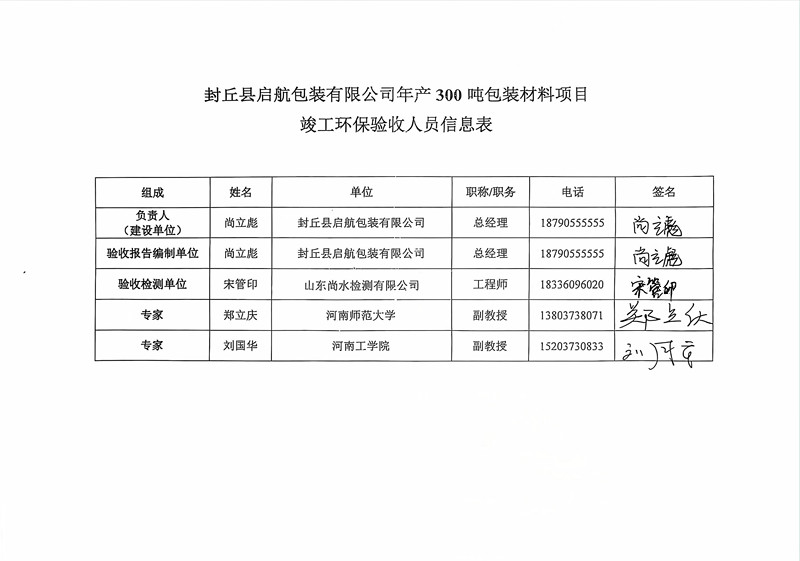 封丘县启航包装有限公司年产 300 吨包装材料项目
竣工环保验收人员信息表
组成 姓名 单位 职称/职务 电话 签名
负责人
（建设单位） 尚立彪 封丘县启航包装有限公司 总经理 18790555555 尚立彪
验收报告编制单位 尚立彪 封丘县启航包装有限公司 总经理 18790555555 尚立彪
验收检测单位 宋管印 山东尚水检测有限公司 工程师 18336096020 宋管印
专家 郑立庆 河南师范大学 副教授 13803738071 郑立庆
专家 刘国华 河南工学院 副教授 15203730833 刘国华